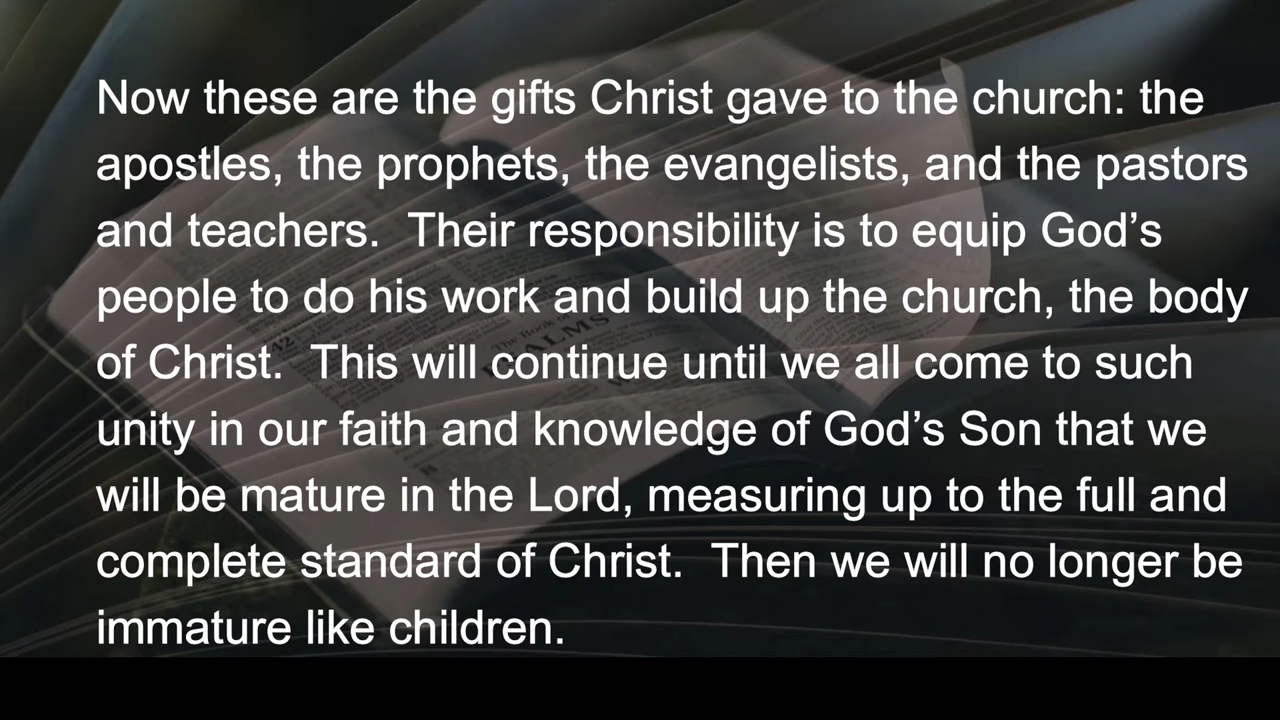 Now these are the gifts Christ gave to the church: the
apostles, the prophets, the evangelists, and the pastors
and teachers.  Their responsibility is to equip God’s
people to do his work and build up the church, the body
of Christ.  This will continue until we all come to such
unity in our faith and knowledge of God’s Son that we
will be mature in the Lord, measuring up to the full and
complete standard of Christ.  Then we will no longer be
immature like children.
The Book
PSALMS
42